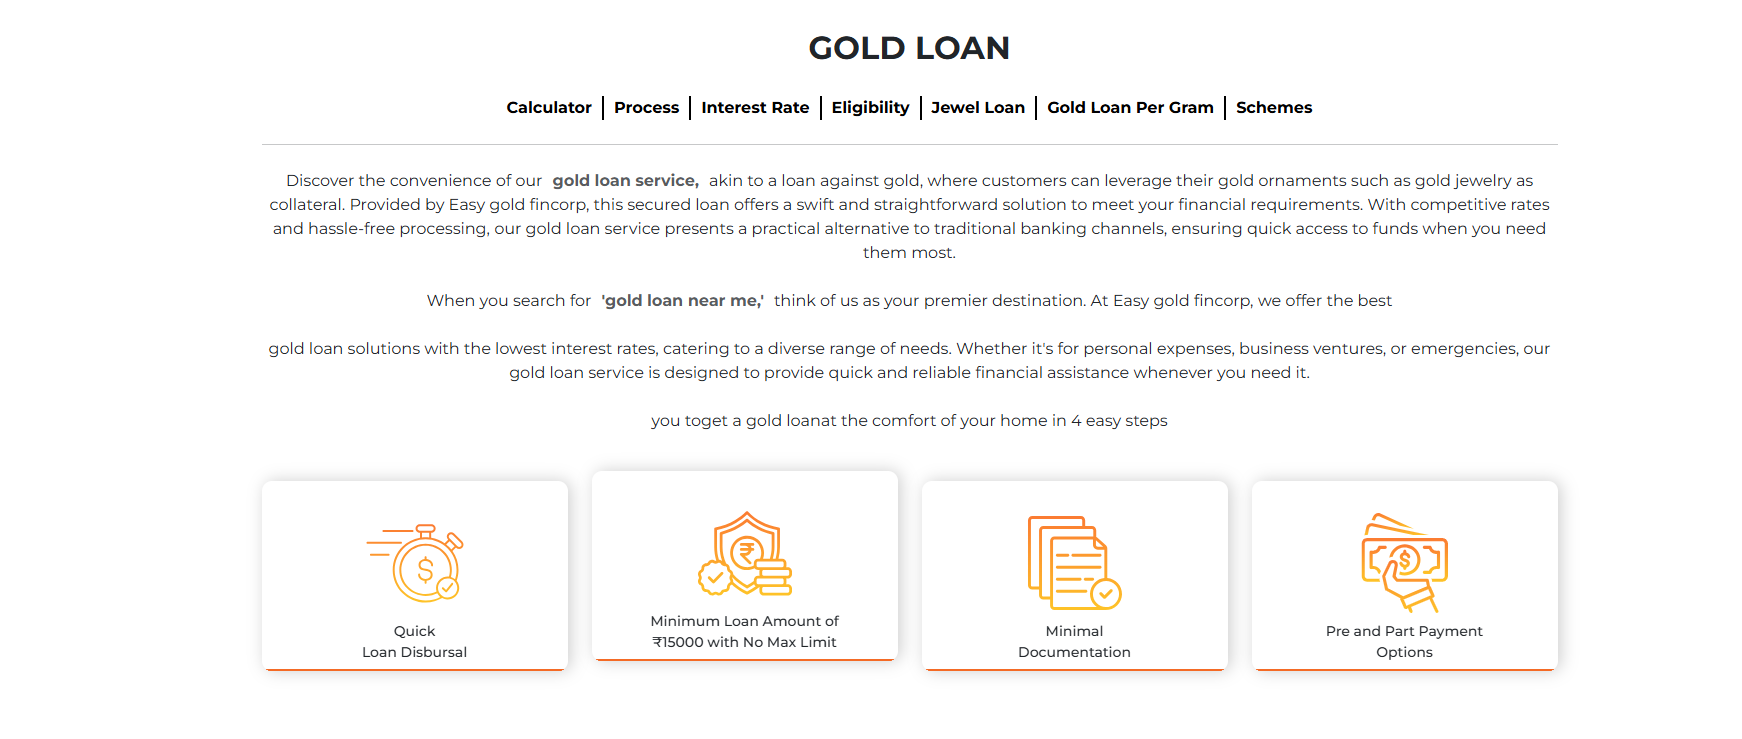 GOLD LOAN
Calculator | Process | Interest Rate | Eligibility | Jewel Loan | Gold Loan Per Gram | Schemes
Discover the convenience of our gold loan service, akin to a loan against gold, where customers can leverage their gold ornaments such as gold jewelry as
collateral. Provided by Easy gold fincorp, this secured loan offers a swift and straightforward solution to meet your financial requirements. With competitive rates
and hassle-free processing, our gold loan service presents a practical alternative to traditional banking channels, ensuring quick access to funds when you need
them most.
When you search for 'gold loan near me,' think of us as your premier destination. At Easy gold fincorp, we offer the best
gold loan solutions with the lowest interest rates, catering to a diverse range of needs. Whether it's for personal expenses, business ventures, or emergencies, our
gold loan service is designed to provide quick and reliable financial assistance whenever you need it.
you toget a gold loanat the comfort of your home in 4 easy steps
Quick
Loan Disbursal
Minimum Loan Amount of
₹15000 with No Max Limit
Minimal
Documentation
Pre and Part Payment
Options